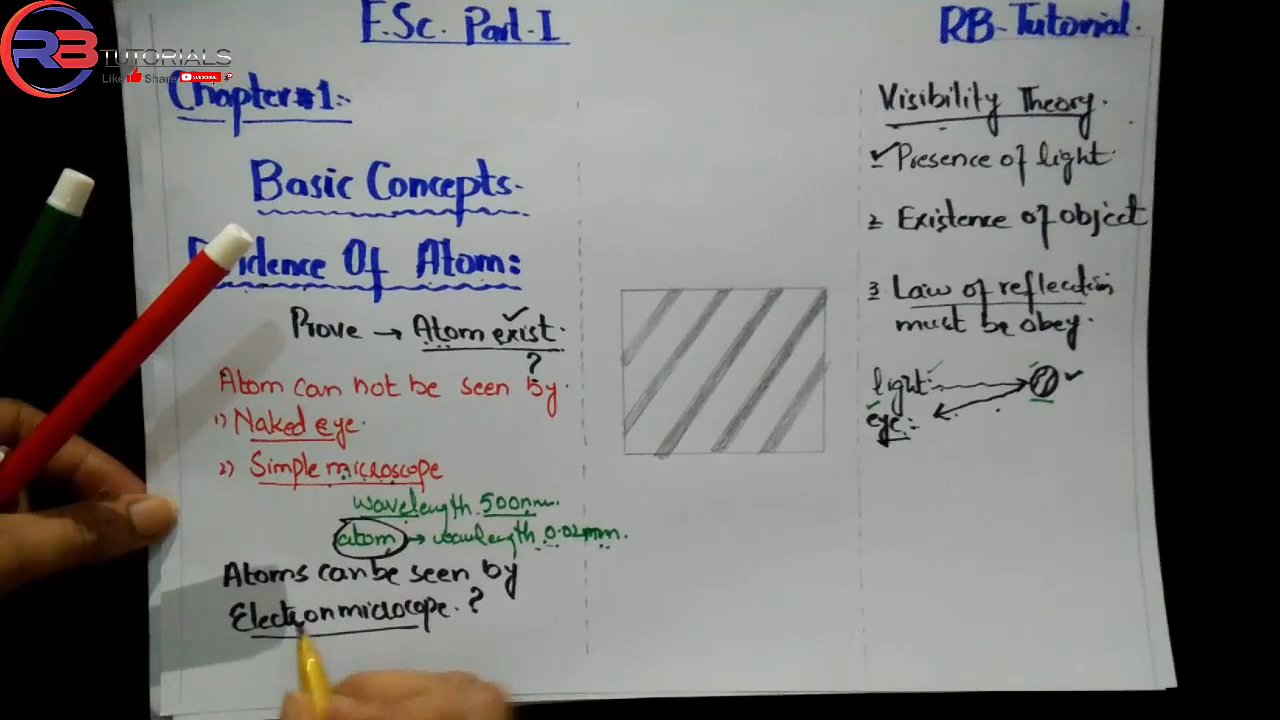 RB TUTORIALS
Like Share SUBSCRIBE
F.Sc. Part-I
RB-Tutorial.
Chapter#1:-
Basic Concepts.
Evidence Of Atom:
Prove → Atom exist.
?
Atom can not be seen by.
1) Naked eye.
2) Simple microscope
wavelength 500nm.
atom → wavelength 0.02nm.
Atoms can be seen by
Electron microscope. ?
Visibility Theory.
Presence of light.
2 Existence of object
3 Law of reflection
must be obey.
light:-
eye:-